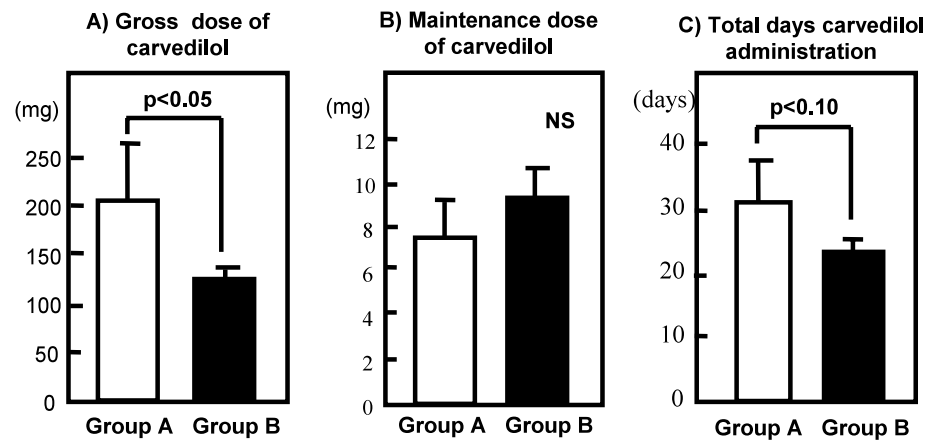 A) Gross dose of
carvedilol
(mg)
p<0.05
250
200
150
100
50
0
Group A Group B
B) Maintenance dose
of carvedilol
(mg)
NS
12
10
8
6
4
2
0
Group A Group B
C) Total days carvedilol
administration
(days)
p<0.10
40
30
20
10
0
Group A Group B